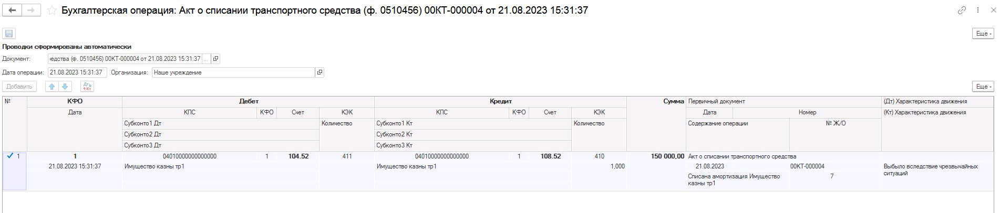 Бухгалтерская операция: Акт о списании транспортного средства (ф. 0510456) 00КТ-000004 от 21.08.2023 15:31:37
Еще
Проводки сформированы автоматически
Документ: едства (ф. 0510456) 00КТ-000004 от 21.08.2023 15:31:37 ...
Дата операции: 21.08.2023 15:31:37 Организация: Наше учреждение
Добавить Дт Кт Еще
№ КФО Дебет Кредит Сумма Первичный документ (Дт) Характеристика движения
Дата КПС КФО Счет КЭК КПС КФО Счет КЭК Дата Номер (Кт) Характеристика движения
Субконто1 Дт Количество Субконто1 Кт Количество Содержание операции № Ж/О
Субконто2 Дт Субконто2 Кт
Субконто3 Дт Субконто3 Кт
1 1 04010000000000000 1 104.52 411 04010000000000000 1 108.52 410 150 000,00 Акт о списании транспортного средства
21.08.2023 15:31:37 Имущество казны тр1 Имущество казны тр1 1,000 21.08.2023 00КТ-000004 Выбыло вследствие чрезвычайных
ситуаций
Списана амортизация Имущество 7
казны тр1